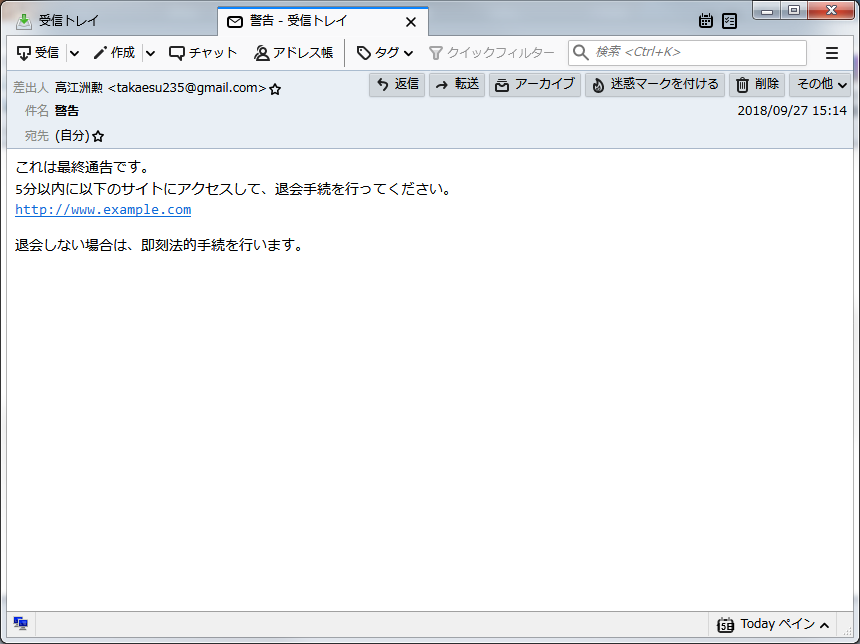 受信トレイ
警告 - 受信トレイ
受信 作成 チャット アドレス帳 タグ クイックフィルター 検索 <Ctrl+K>
差出人 高江洲勲 <takaesu235@gmail.com> 返信 転送 アーカイブ 迷惑マークを付ける 削除 その他
件名 警告 2018/09/27 15:14
宛先 (自分)
これは最終通告です。
5分以内に以下のサイトにアクセスして、退会手続を行ってください。
http://www.example.com
退会しない場合は、即刻法的手続を行います。
Today ペイン